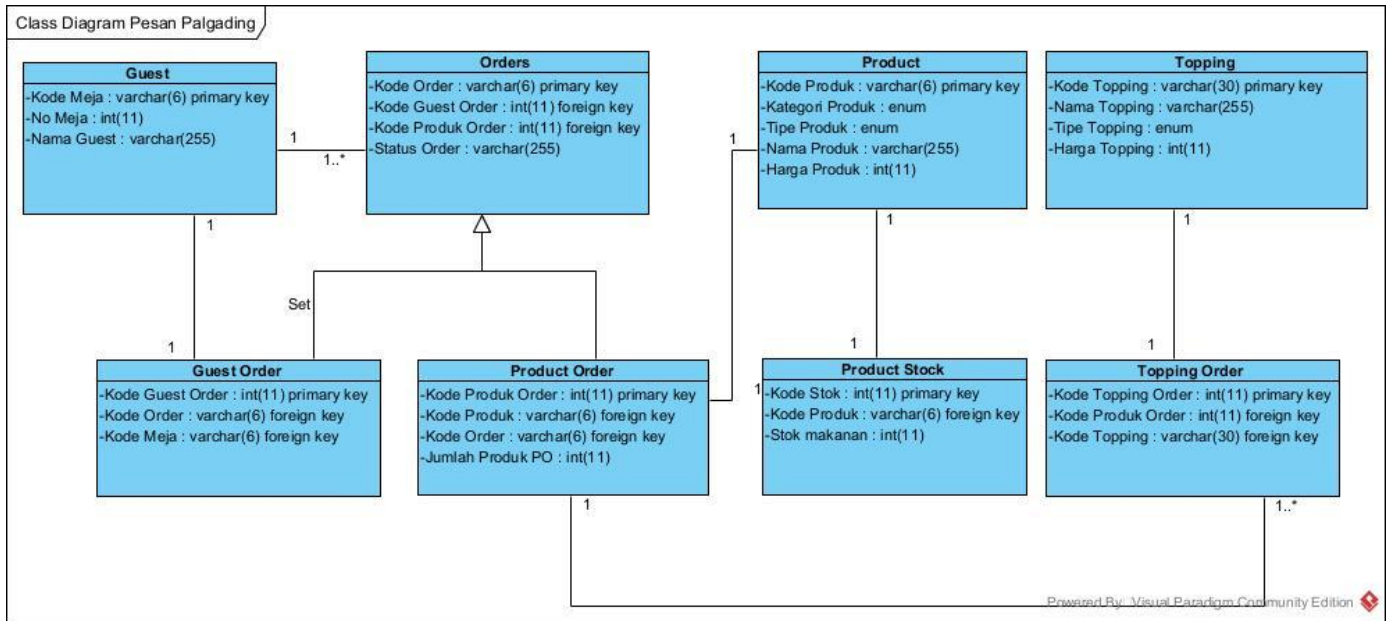 Class Diagram Pesan Palgading
Guest
-Kode Meja : varchar(6) primary key
-No Meja : int(11)
-Nama Guest : varchar(255)
Orders
-Kode Order : varchar(6) primary key
-Kode Guest Order : int(11) foreign key
-Kode Produk Order : int(11) foreign key
-Status Order : varchar(255)
Product
-Kode Produk : varchar(6) primary key
-Kategori Produk : enum
-Tipe Produk : enum
-Nama Produk : varchar(255)
-Harga Produk : int(11)
Topping
-Kode Topping : varchar(30) primary key
-Nama Topping : varchar(255)
-Tipe Topping : enum
-Harga Topping : int(11)
1
1..*
1
1
1
1
Set
1
1
1
1
Guest Order
-Kode Guest Order : int(11) primary key
-Kode Order : varchar(6) foreign key
-Kode Meja : varchar(6) foreign key
Product Order
-Kode Produk Order : int(11) primary key
-Kode Produk : varchar(6) foreign key
-Kode Order : varchar(6) foreign key
-Jumlah Produk PO : int(11)
Product Stock
-Kode Stok : int(11) primary key
-Kode Produk : varchar(6) foreign key
-Stok makanan : int(11)
Topping Order
-Kode Topping Order : int(11) primary key
-Kode Produk Order : int(11) foreign key
-Kode Topping : varchar(30) foreign key
1
1..*
Powered By: Visual Paradigm Community Edition